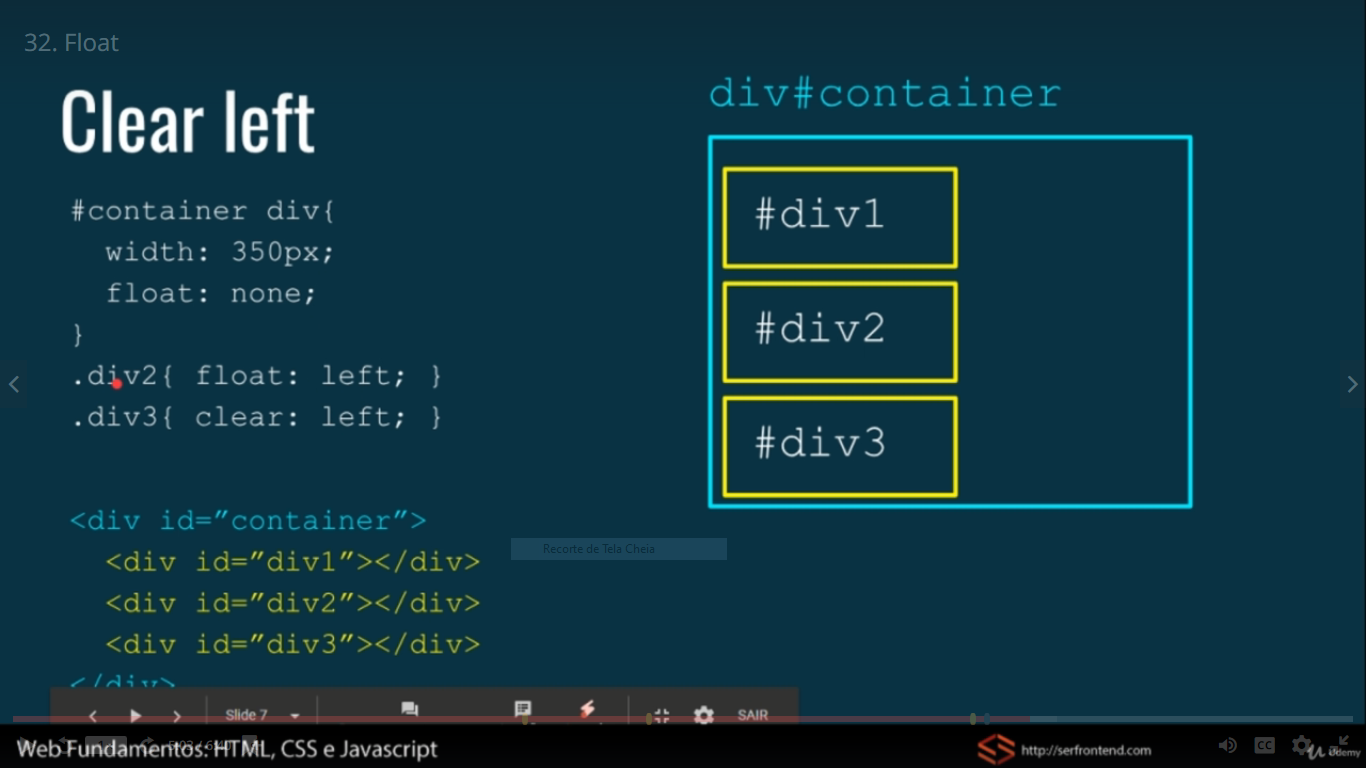 32. Float
Clear left
#container div{
width: 350px;
float: none;
}
.div2{ float: left; }
.div3{ clear: left; }
<div id=”container”>
<div id=”div1”></div>
<div id=”div2”></div>
<div id=”div3”></div>
</div>
div#container
#div1
#div2
#div3
Recorte de Tela Cheia
Slide 7
SAIR
Web Fundamentos: HTML, CSS e Javascript
http://serfrontend.com
CC
Udemy